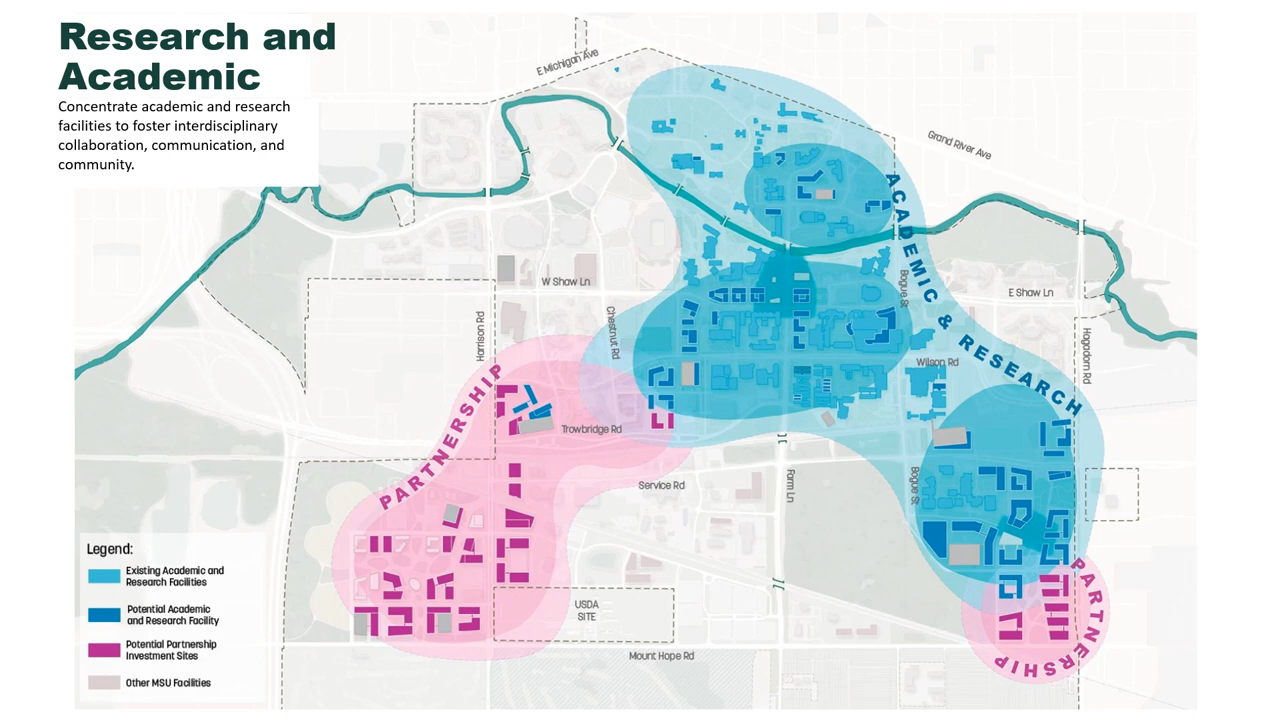 Research and
Academic
Concentrate academic and research
facilities to foster interdisciplinary
collaboration, communication, and
community.
E Michigan Ave
Grand River Ave
ACADEMIC & RESEARCH
W Shaw Ln
Bogue St
E Shaw Ln
Harrison Rd
Chestnut Rd
Hagadorn Rd
Wilson Rd
PARTNERSHIP
Trowbridge Rd
Service Rd
Farm Ln
Bogue St
Legend:
Existing Academic and
Research Facilities
Potential Academic
and Research Facility
Potential Partnership
Investment Sites
Other MSU Facilities
USDA
SITE
Mount Hope Rd
PARTNERSHIP